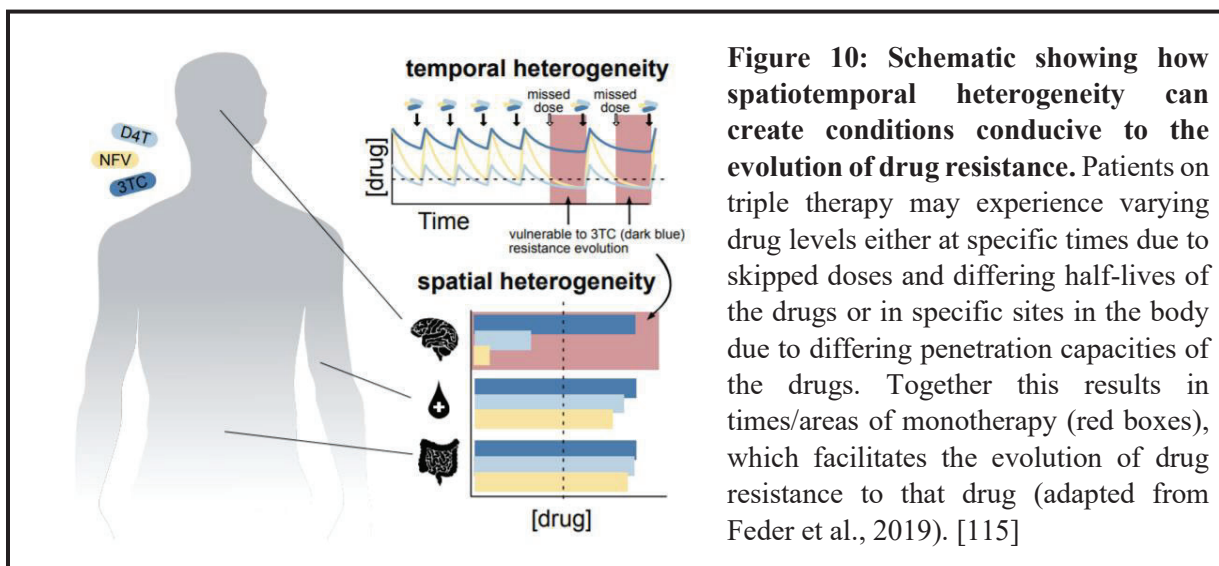 D4T
NFV
3TC
temporal heterogeneity
missed
dose
missed
dose
[drug]
Time
vulnerable to 3TC (dark blue)
resistance evolution
spatial heterogeneity
[drug]
Figure 10: Schematic showing how
spatiotemporal heterogeneity can
create conditions conducive to the
evolution of drug resistance. Patients on
triple therapy may experience varying
drug levels either at specific times due to
skipped doses and differing half-lives of
the drugs or in specific sites in the body
due to differing penetration capacities of
the drugs. Together this results in
times/areas of monotherapy (red boxes),
which facilitates the evolution of drug
resistance to that drug (adapted from
Feder et al., 2019). [115]